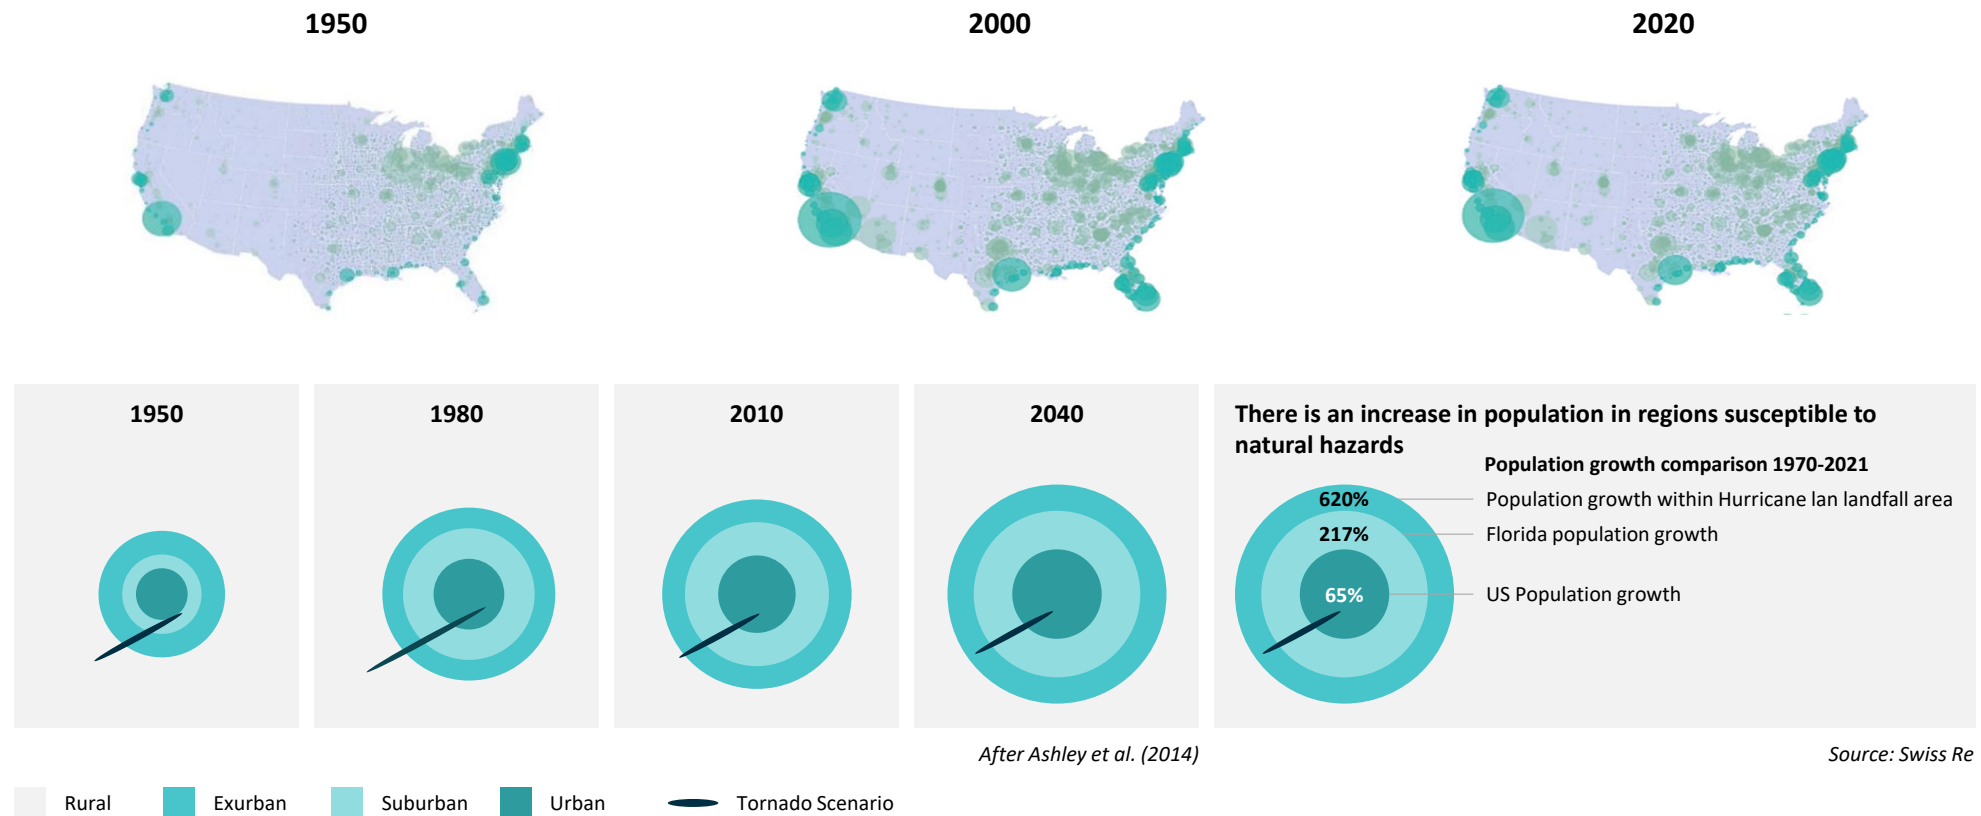 1950
2000
2020
1950
1980
2010
2040
There is an increase in population in regions susceptible to
natural hazards
Population growth comparison 1970-2021
620%
Population growth within Hurricane lan landfall area
217%
Florida population growth
65%
US Population growth
After Ashley et al. (2014)
Source: Swiss Re
Rural
Exurban
Suburban
Urban
Tornado Scenario